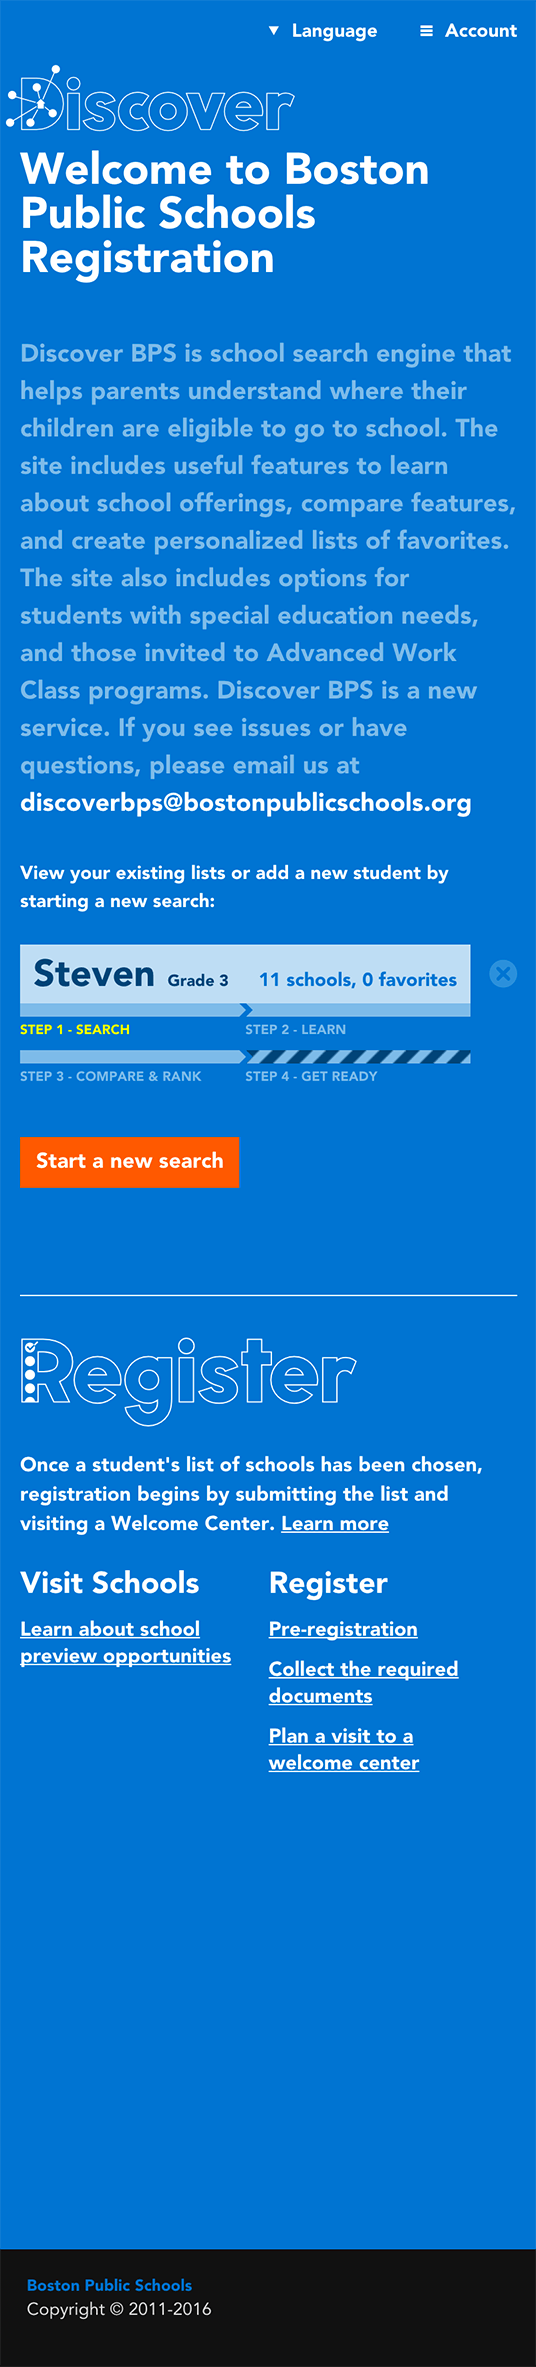 Language
Account
Discover
Welcome to Boston
Public Schools
Registration
Discover BPS is school search engine that
helps parents understand where their
children are eligible to go to school. The
site includes useful features to learn
about school offerings, compare features,
and create personalized lists of favorites.
The site also includes options for
students with special education needs,
and those invited to Advanced Work
Class programs. Discover BPS is a new
service. If you see issues or have
questions, please email us at
discoverbps@bostonpublicschools.org
View your existing lists or add a new student by
starting a new search:
Steven Grade 3 11 schools, 0 favorites
STEP 1 - SEARCH
STEP 2 - LEARN
STEP 3 - COMPARE & RANK
STEP 4 - GET READY
Start a new search
Register
Once a student's list of schools has been chosen,
registration begins by submitting the list and
visiting a Welcome Center. Learn more
Visit Schools
Learn about school
preview opportunities
Register
Pre-registration
Collect the required
documents
Plan a visit to a
welcome center
Boston Public Schools
Copyright © 2011-2016